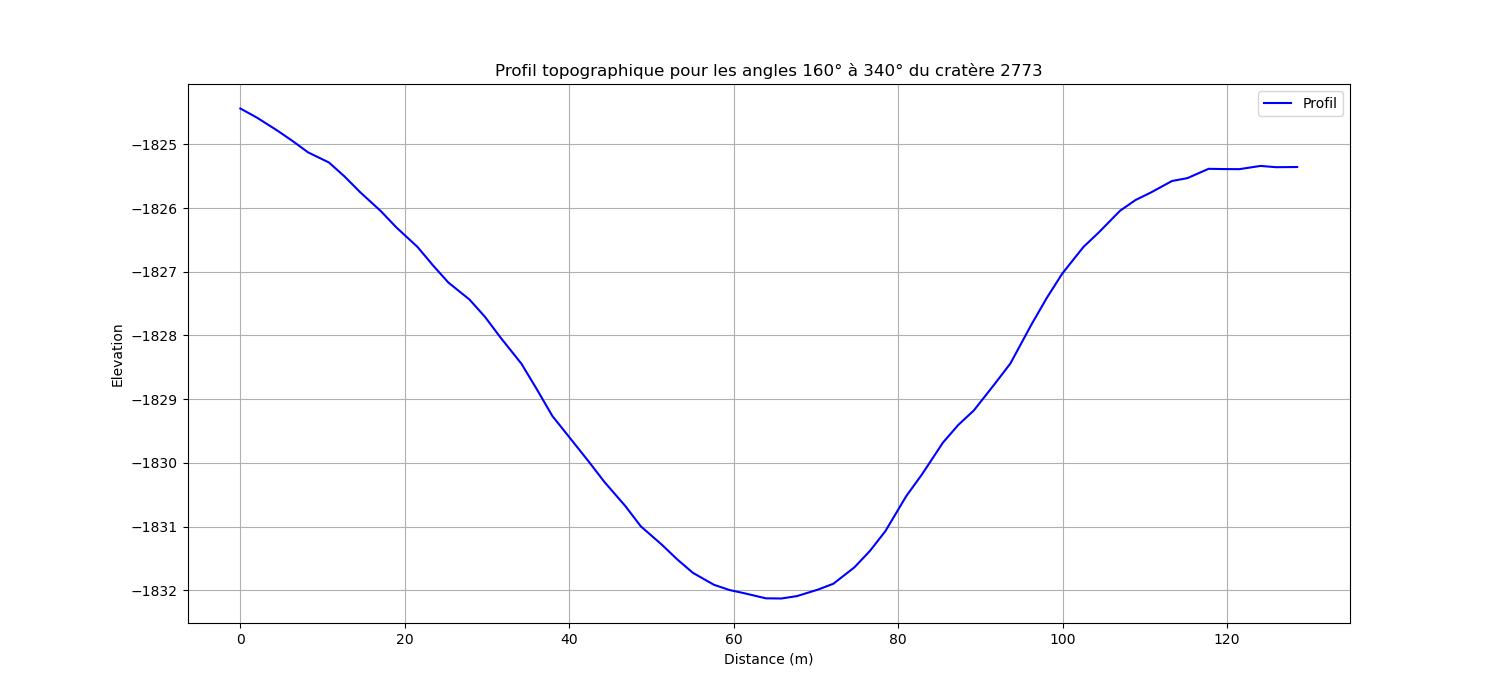 Profil topographique pour les angles 160° à 340° du cratère 2773
Profil
−1825
−1826
−1827
−1828
−1829
−1830
−1831
−1832
Elevation
0 20 40 60 80 100 120
Distance (m)